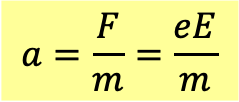 a = F/m = eE/m